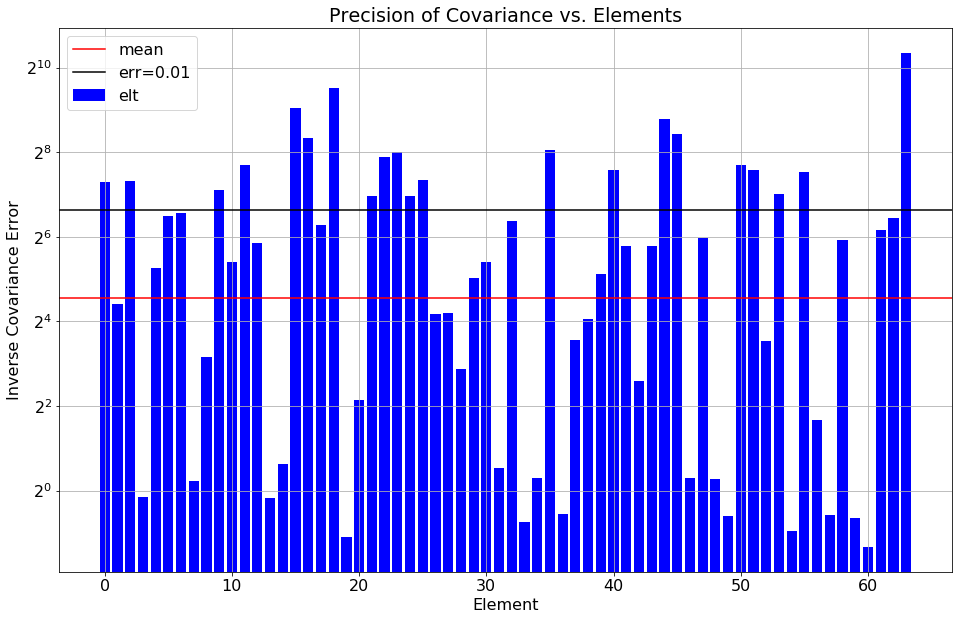 Precision of Covariance vs. Elements
mean
err=0.01
elt
Inverse Covariance Error
2^10
2^8
2^6
2^4
2^2
2^0
0 10 20 30 40 50 60
Element